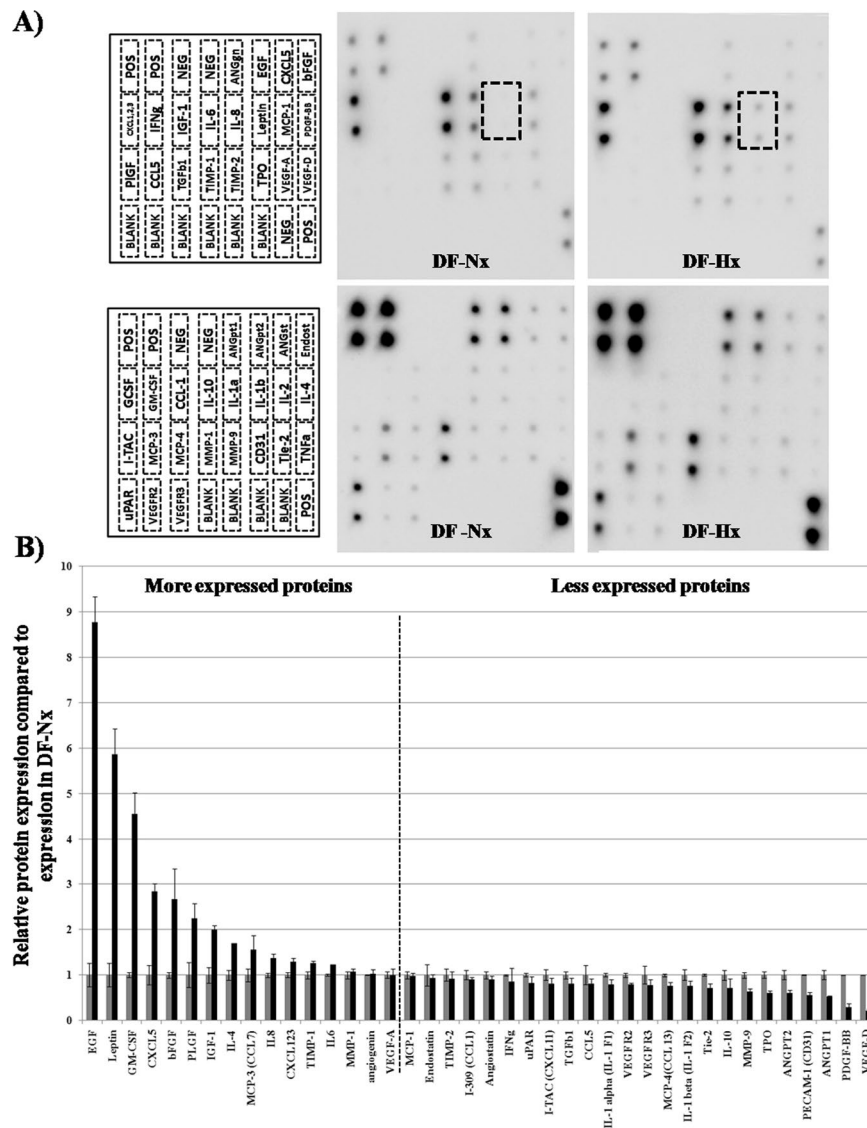 A)
POS POS NEG NEG ANGgn EGF CXCL5 bFGF
CXCL1,2,3 IFNg IGF-1 IL-6 IL-8 Leptin MCP-1 PDGF-BB
PlGF CCL5 TGFb1 TIMP-1 TIMP-2 TPO VEGF-A VEGF-D
BLANK BLANK BLANK BLANK BLANK BLANK NEG POS
DF-Nx
DF-Hx
POS POS NEG NEG ANGpt1 ANGpt2 ANGst Endost
GCSF GM-CSF CCL-1 IL-10 IL-1a IL-1b IL-2 IL-4
I-TAC MCP-3 MCP-4 MMP-1 MMP-9 CD31 Tie-2 TNFa
uPAR VEGFR2 VEGFR3 BLANK BLANK BLANK BLANK POS
DF -Nx
DF-Hx
B)
Relative protein expression compared to
expression in DF-Nx
10
9
8
7
6
5
4
3
2
1
0
More expressed proteins
Less expressed proteins
EGF
Leptin
GM-CSF
CXCL5
bFGF
PLGF
IGF-1
IL-4
MCP-3 (CCL7)
IL8
CXCL123
TIMP-1
IL6
MMP-1
angiogenin
VEGF-A
MCP-1
Endostatin
TIMP-2
I-309 (CCL1)
Angiostatin
IFNg
uPAR
I-TAC (CXCL11)
TGFb1
CCL5
IL-1 alpha (IL-1 F1)
VEGFR2
VEGFR3
MCP-4(CCL 13)
IL-1 beta (IL-1 F2)
Tie-2
IL-10
MMP-9
TPO
ANGPT2
PECAM-1 (CD31)
ANGPT1
PDGF-BB
VEGF-D